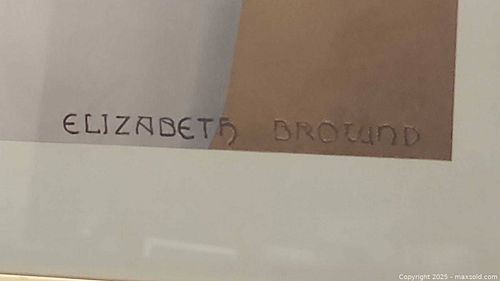 ELIZABETH BROWND
Copyright © 2025 - maxsold.com